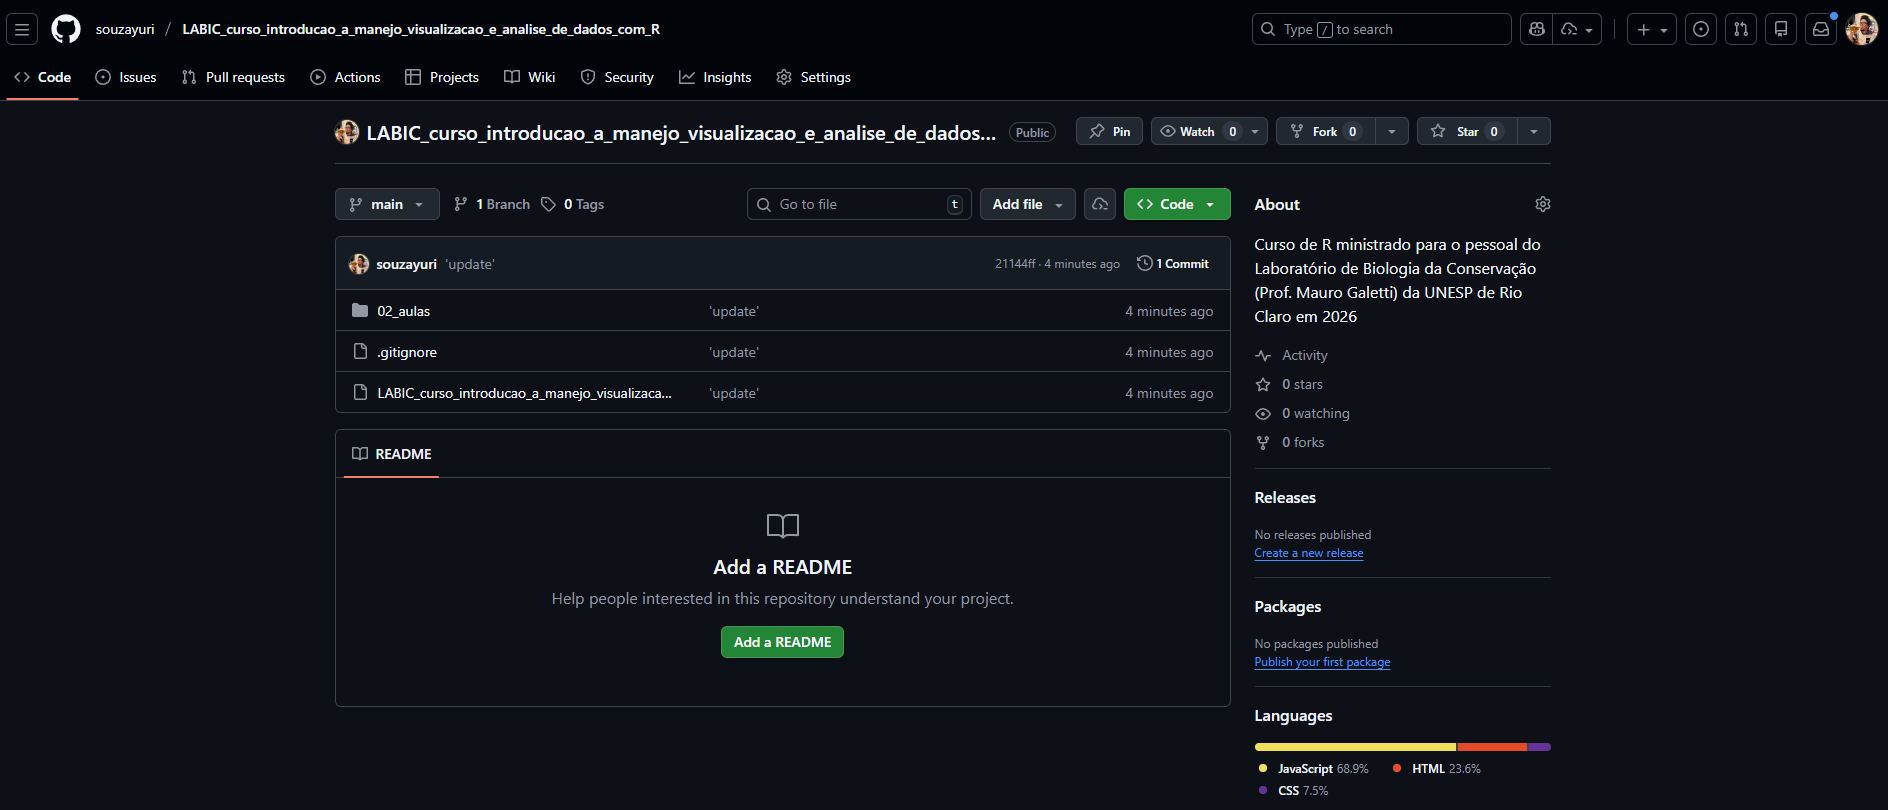 souzayuri / LABIC_curso_introducao_a_manejo_visualizacao_e_analise_de_dados_com_R
Type / to search
Code Issues Pull requests Actions Projects Wiki Security Insights Settings
LABIC_curso_introducao_a_manejo_visualizacao_e_analise_de_dados... Public
Pin Watch 0 Fork 0 Star 0
main 1 Branch 0 Tags Go to file t Add file Code
souzayuri 'update' 21144ff · 4 minutes ago 1 Commit
02_aulas 'update' 4 minutes ago
.gitignore 'update' 4 minutes ago
LABIC_curso_introducao_a_manejo_visualizaca... 'update' 4 minutes ago
README
Add a README
Help people interested in this repository understand your project.
Add a README
About
Curso de R ministrado para o pessoal do
Laboratório de Biologia da Conservação
(Prof. Mauro Galetti) da UNESP de Rio
Claro em 2026
Activity
0 stars
0 watching
0 forks
Releases
No releases published
Create a new release
Packages
No packages published
Publish your first package
Languages
JavaScript 68.9% HTML 23.6%
CSS 7.5%